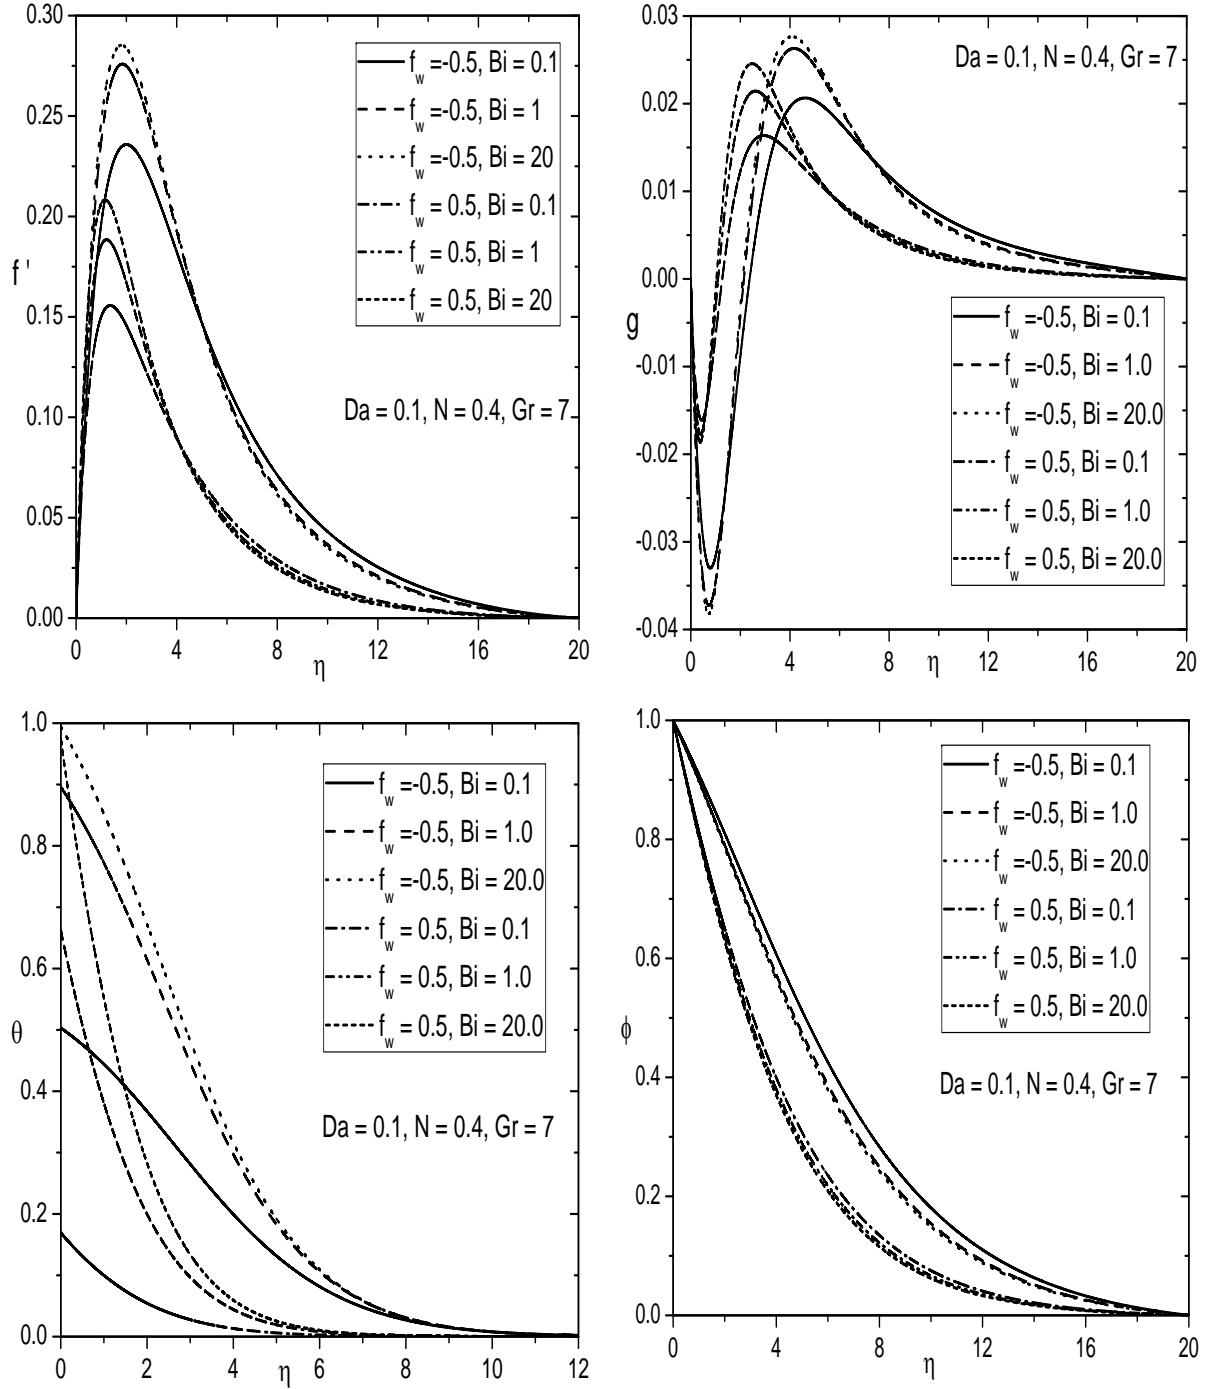 0.30
0.25
0.20
0.15
0.10
0.05
0.00
f '
f_w =-0.5, Bi = 0.1
f_w =-0.5, Bi = 1
f_w =-0.5, Bi = 20
f_w = 0.5, Bi = 0.1
f_w = 0.5, Bi = 1
f_w = 0.5, Bi = 20
Da = 0.1, N = 0.4, Gr = 7
0 4 8 12 16 20
η
0.03
0.02
0.01
0.00
-0.01
-0.02
-0.03
-0.04
g
Da = 0.1, N = 0.4, Gr = 7
f_w =-0.5, Bi = 0.1
f_w =-0.5, Bi = 1.0
f_w =-0.5, Bi = 20.0
f_w = 0.5, Bi = 0.1
f_w = 0.5, Bi = 1.0
f_w = 0.5, Bi = 20.0
0 4 8 12 16 20
η
1.0
0.8
0.6
0.4
0.2
0.0
θ
f_w =-0.5, Bi = 0.1
f_w =-0.5, Bi = 1.0
f_w =-0.5, Bi = 20.0
f_w = 0.5, Bi = 0.1
f_w = 0.5, Bi = 1.0
f_w = 0.5, Bi = 20.0
Da = 0.1, N = 0.4, Gr = 7
0 2 4 6 8 10 12
η
1.0
0.8
0.6
0.4
0.2
0.0
ϕ
f_w =-0.5, Bi = 0.1
f_w =-0.5, Bi = 1.0
f_w =-0.5, Bi = 20.0
f_w = 0.5, Bi = 0.1
f_w = 0.5, Bi = 1.0
f_w = 0.5, Bi = 20.0
Da = 0.1, N = 0.4, Gr = 7
0 4 8 12 16 20
η